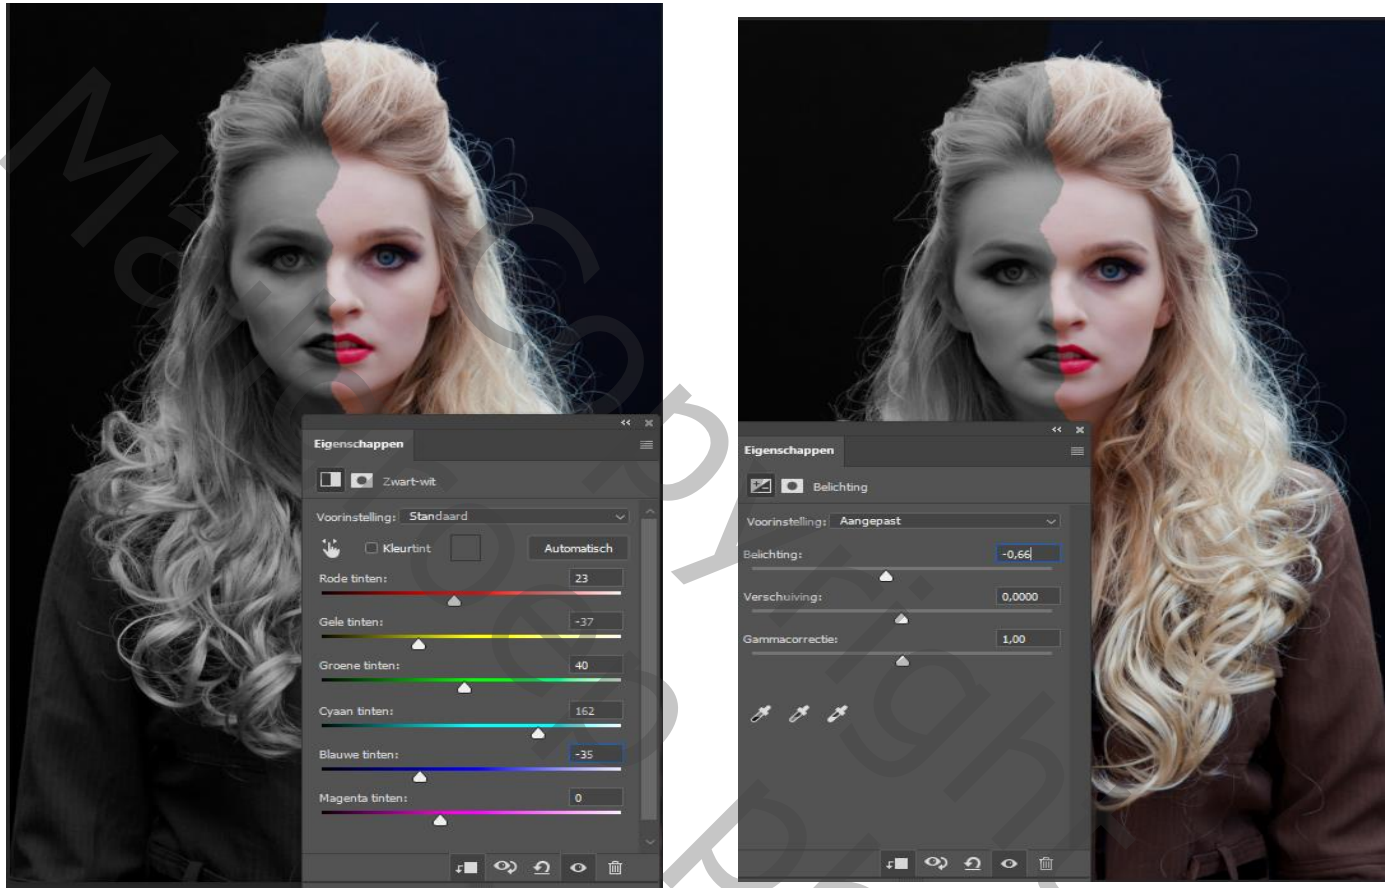 Eigenschappen
Zwart-wit
Voorinstelling: Standaard
Kleurtint
Automatisch
Rode tinten: 23
Gele tinten: -37
Groene tinten: 40
Cyaan tinten: 162
Blauwe tinten: -35
Magenta tinten: 0
Eigenschappen
Belichting
Voorinstelling: Aangepast
Belichting: -0,66
Verschuiving: 0,0000
Gammacorrectie: 1,00
Copyright